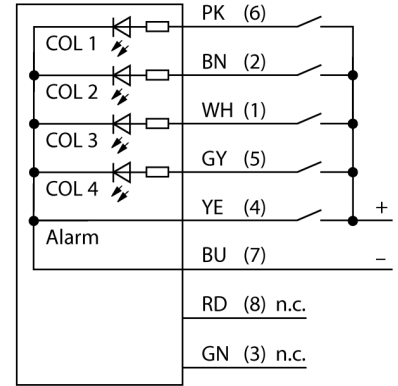 PK (6)
COL 1
BN (2)
COL 2
WH (1)
COL 3
GY (5)
COL 4
YE (4)
+
Alarm
BU (7)
–
RD (8) n.c.
GN (3) n.c.